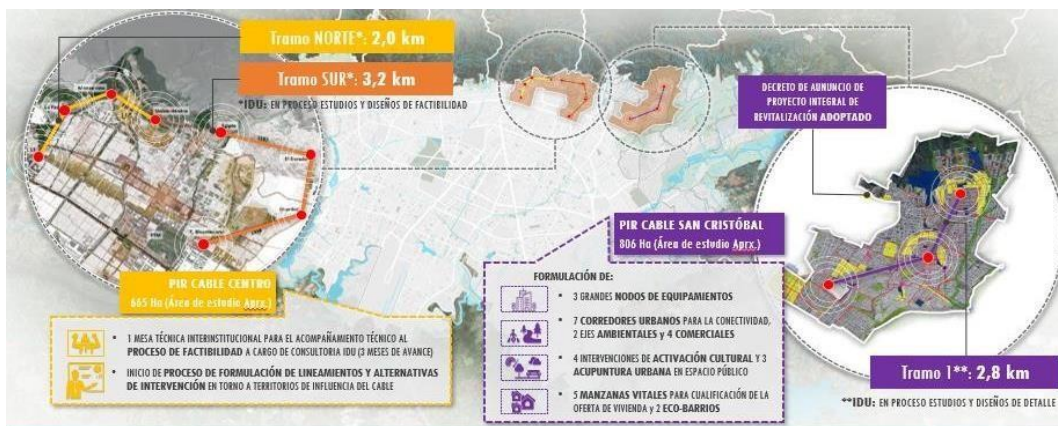 Tramo NORTE*: 2,0 km
Tramo SUR*: 3,2 km
*IDU: EN PROCESO ESTUDIOS Y DISEÑOS DE FACTIBILIDAD
DECRETO DE AUNUNCIO DE
PROYECTO INTEGRAL DE
REVITALIZACIÓN ADOPTADO
PIR CABLE CENTRO
665 Ha (Área de estudio Aprx.)
1 MESA TÉCNICA INTERINSTITUCIONAL PARA EL ACOMPAÑAMIENTO TÉCNICO AL
PROCESO DE FACTIBILIDAD A CARGO DE CONSULTORIA IDU (3 MESES DE AVANCE)
INICIO DE PROCESO DE FORMULACIÓN DE LINEAMIENTOS Y ALTERNATIVAS
DE INTERVENCIÓN EN TORNO A TERRITORIOS DE INFLUENCIA DEL CABLE
PIR CABLE SAN CRISTÓBAL
806 Ha (Área de estudio Aprx.)
FORMULACIÓN DE:
• 3 GRANDES NODOS DE EQUIPAMIENTOS
• 7 CORREDORES URBANOS PARA LA CONECTIVIDAD,
2 EJES AMBIENTALES y 4 COMERCIALES
• 4 INTERVENCIONES DE ACTIVACIÓN CULTURAL Y 3
ACUPUNTURA URBANA EN ESPACIO PÚBLICO
• 5 MANZANAS VITALES PARA CUALIFICACIÓN DE LA
OFERTA DE VIVIENDA y 2 ECO-BARRIOS
Tramo 1**: 2,8 km
**IDU: EN PROCESO ESTUDIOS Y DISEÑOS DE DETALLE